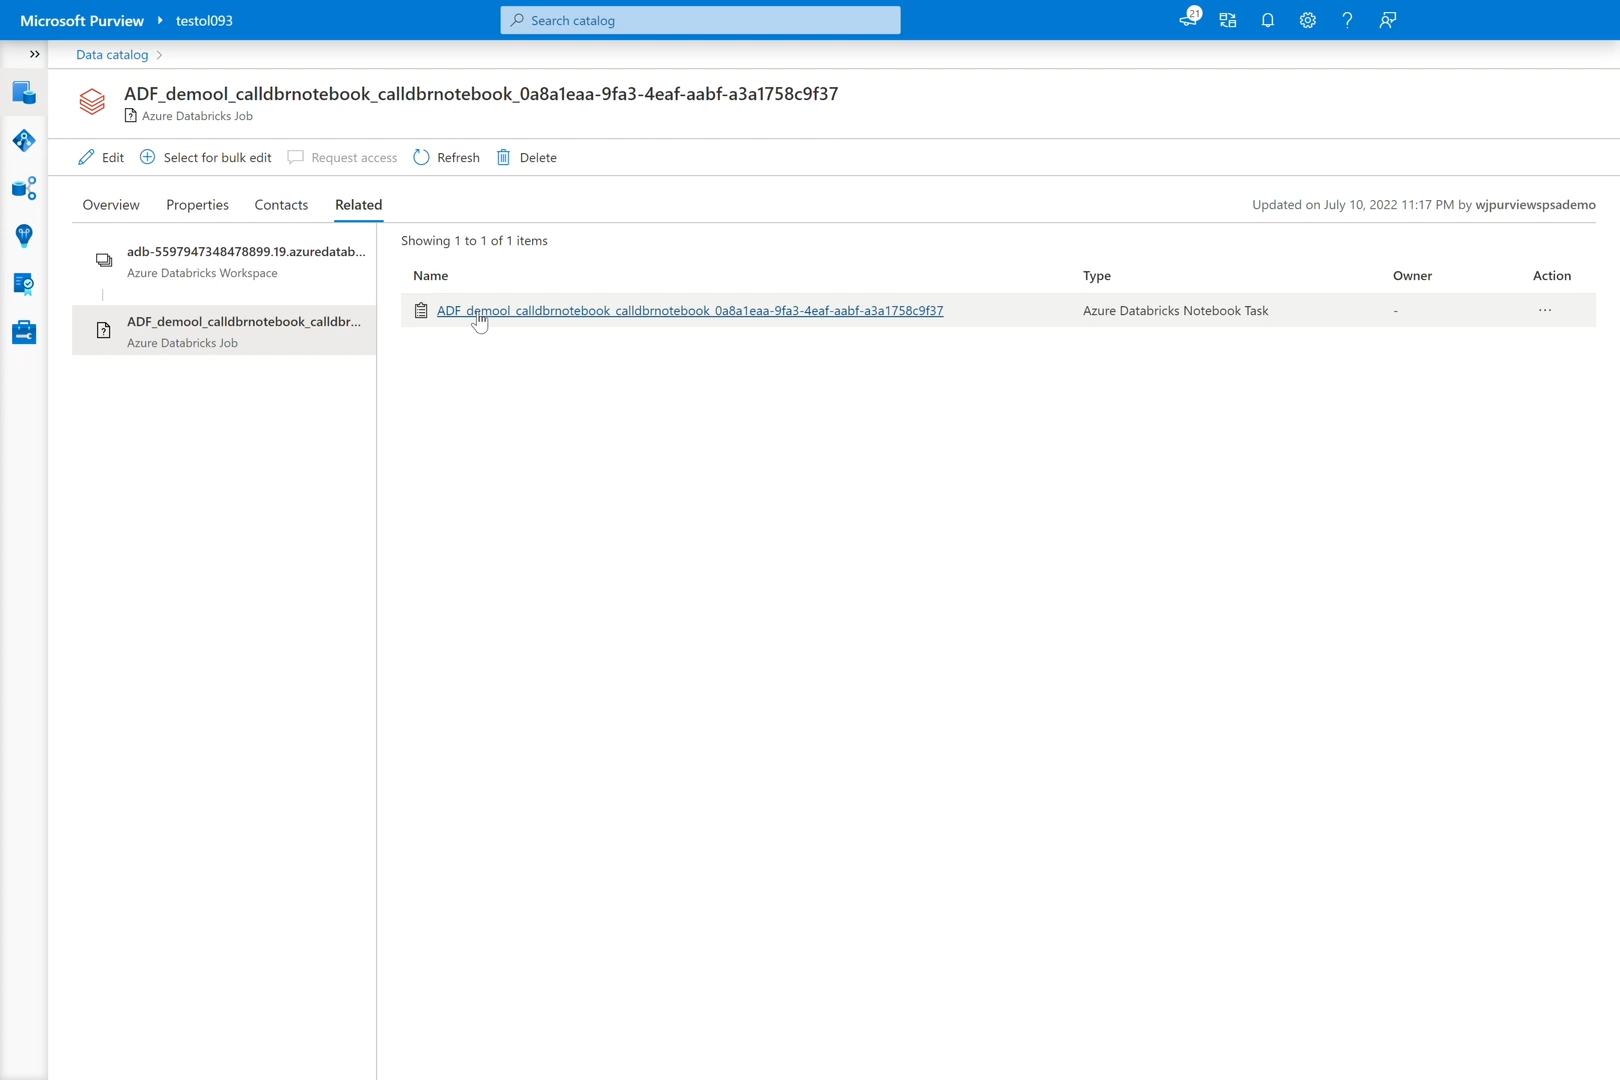 Microsoft Purview testol093
Search catalog
21
Data catalog
ADF_demool_calldbrnotebook_calldbrnotebook_0a8a1eaa-9fa3-4eaf-aabf-a3a1758c9f37
Azure Databricks Job
Edit Select for bulk edit Request access Refresh Delete
Overview Properties Contacts Related Updated on July 10, 2022 11:17 PM by wjpurviewspsademo
adb-5597947348478899.19.azuredatab...
Azure Databricks Workspace
ADF_demool_calldbrnotebook_calldbr...
Azure Databricks Job
Showing 1 to 1 of 1 items
Name Type Owner Action
ADF_demool_calldbrnotebook_calldbrnotebook_0a8a1eaa-9fa3-4eaf-aabf-a3a1758c9f37 Azure Databricks Notebook Task - ...